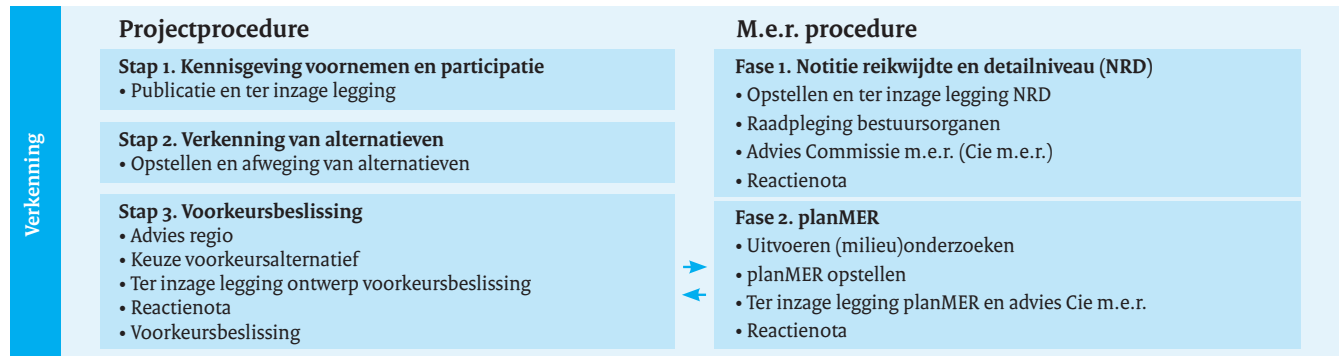 Verkenning
Projectprocedure
Stap 1. Kennisgeving voornemen en participatie
• Publicatie en ter inzage legging
Stap 2. Verkenning van alternatieven
• Opstellen en afweging van alternatieven
Stap 3. Voorkeursbeslissing
• Advies regio
• Keuze voorkeursalternatief
• Ter inzage legging ontwerp voorkeursbeslissing
• Reactienota
• Voorkeursbeslissing
M.e.r. procedure
Fase 1. Notitie reikwijdte en detailniveau (NRD)
• Opstellen en ter inzage legging NRD
• Raadpleging bestuursorganen
• Advies Commissie m.e.r. (Cie m.e.r.)
• Reactienota
Fase 2. planMER
• Uitvoeren (milieu)onderzoeken
• planMER opstellen
• Ter inzage legging planMER en advies Cie m.e.r.
• Reactienota